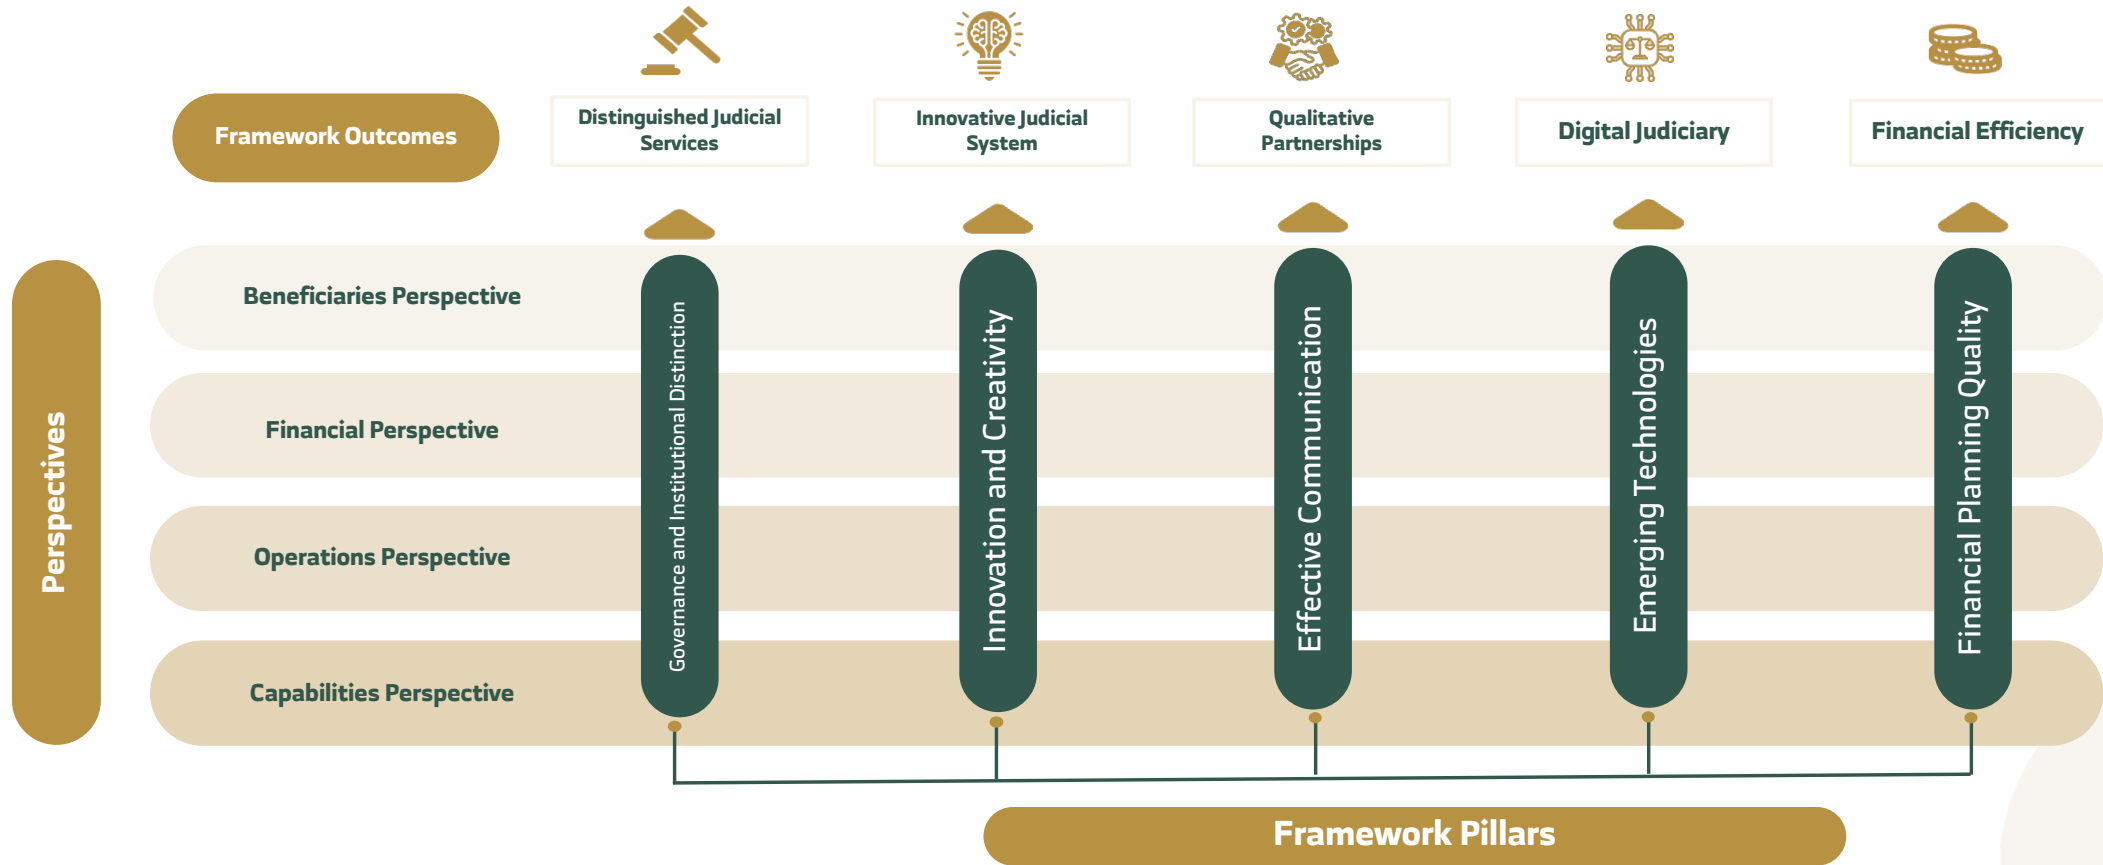 Framework Outcomes
Distinguished Judicial
Services
Innovative Judicial
System
Qualitative
Partnerships
Digital Judiciary
Financial Efficiency
Perspectives
Beneficiaries Perspective
Financial Perspective
Operations Perspective
Capabilities Perspective
Governance and Institutional Distinction
Innovation and Creativity
Effective Communication
Emerging Technologies
Financial Planning Quality
Framework Pillars